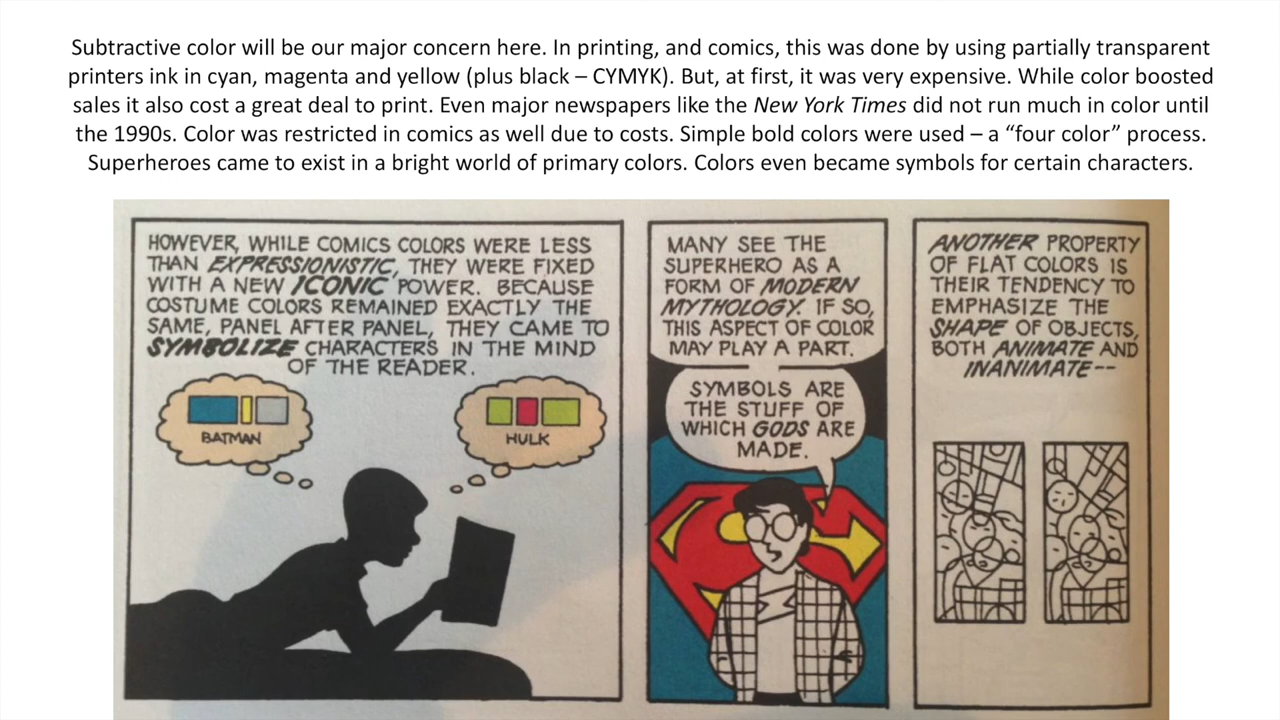 Subtractive color will be our major concern here. In printing, and comics, this was done by using partially transparent
printers ink in cyan, magenta and yellow (plus black – CYMYK). But, at first, it was very expensive. While color boosted
sales it also cost a great deal to print. Even major newspapers like the New York Times did not run much in color until
the 1990s. Color was restricted in comics as well due to costs. Simple bold colors were used – a “four color” process.
Superheroes came to exist in a bright world of primary colors. Colors even became symbols for certain characters.
HOWEVER, WHILE COMICS COLORS WERE LESS
THAN EXPRESSIONISTIC, THEY WERE FIXED
WITH A NEW ICONIC POWER. BECAUSE
COSTUME COLORS REMAINED EXACTLY THE
SAME, PANEL AFTER PANEL, THEY CAME TO
SYMBOLIZE CHARACTERS IN THE MIND
OF THE READER.
BATMAN
HULK
MANY SEE THE
SUPERHERO AS A
FORM OF MODERN
MYTHOLOGY. IF SO,
THIS ASPECT OF COLOR
MAY PLAY A PART.
SYMBOLS ARE
THE STUFF OF
WHICH GODS ARE
MADE.
ANOTHER PROPERTY
OF FLAT COLORS IS
THEIR TENDENCY TO
EMPHASIZE THE
SHAPE OF OBJECTS,
BOTH ANIMATE AND
INANIMATE--